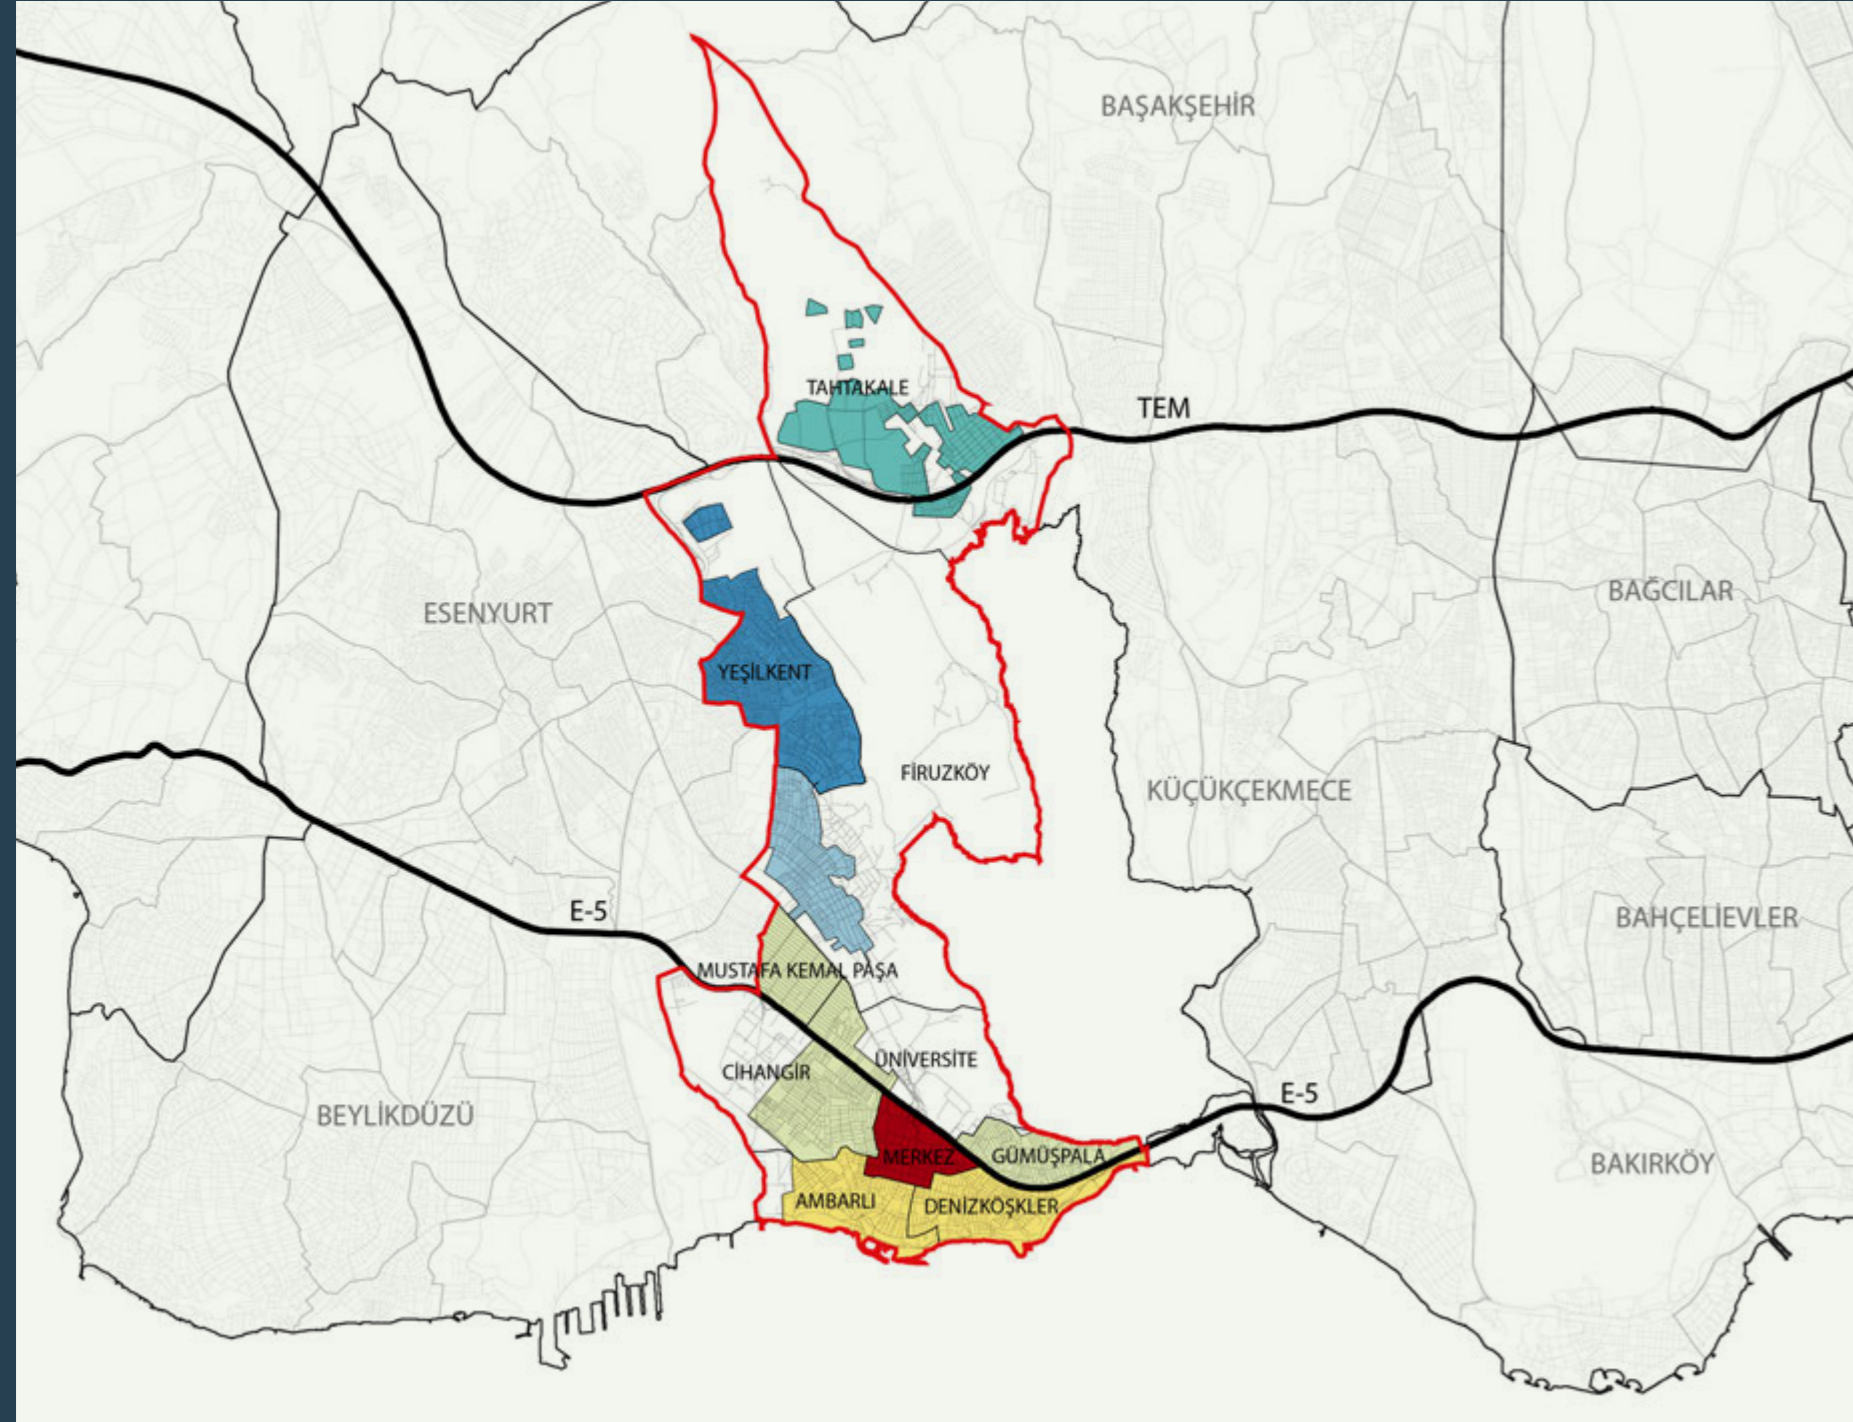 BAŞAKŞEHİR
TAHTAKALE
TEM
ESENYURT
BAĞCILAR
YEŞİLKENT
FİRUZKÖY
KÜÇÜKÇEKMECE
E-5
BAHÇELİEVLER
MUSTAFA KEMAL PAŞA
ÜNİVERSİTE
CİHANGİR
E-5
BEYLİKDÜZÜ
MERKEZ
GÜMÜŞPALA
BAKIRKÖY
AMBARLI
DENİZKÖŞKLER